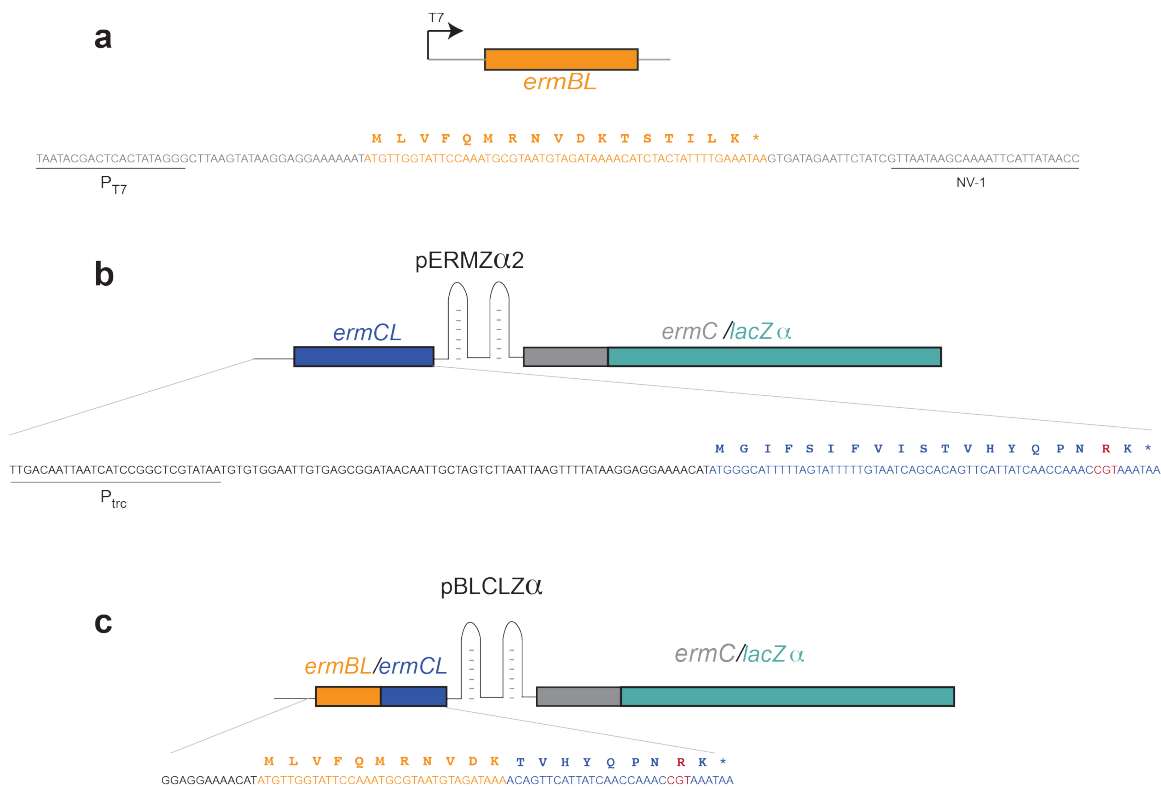 a
T7
ermBL
M L V F Q M R N V D K T S T I L K *
TAATACGACTCACTATAGGGCTTAAGTATAAGGAGGAAAAAATATGTTGGTATTCCAAATGCGTAATGTAGATAAAACATCTACTATTTTGAAATAAGTGATAGAATTCTATCGTTAATAAGCAAAATTCATTATAACC
PT7
NV-1
b
pERMZα2
ermCL
ermC/lacZα
M G I F S I F V I S T V H Y Q P N R K *
TTGACAATTAATCATCCGGCTCGTATAATGTGTGGAATTGTGAGCGGATAACAATTGCTAGTCTTAATTAAGTTTTATAAGGAGGAAAACATATGGGCATTTTTAGTATTTTTGTAATCAGCACAGTTCATTATCAACCAAACCGTAAATAA
Ptrc
pBLCLZα
c
ermBL/ermCL
ermC/lacZα
M L V F Q M R N V D K T V H Y Q P N R K *
GGAGGAAAACATATGTTGGTATTCCAAATGCGTAATGTAGATAAAACAGTTCATTATCAACCAAACCGTAAATAA